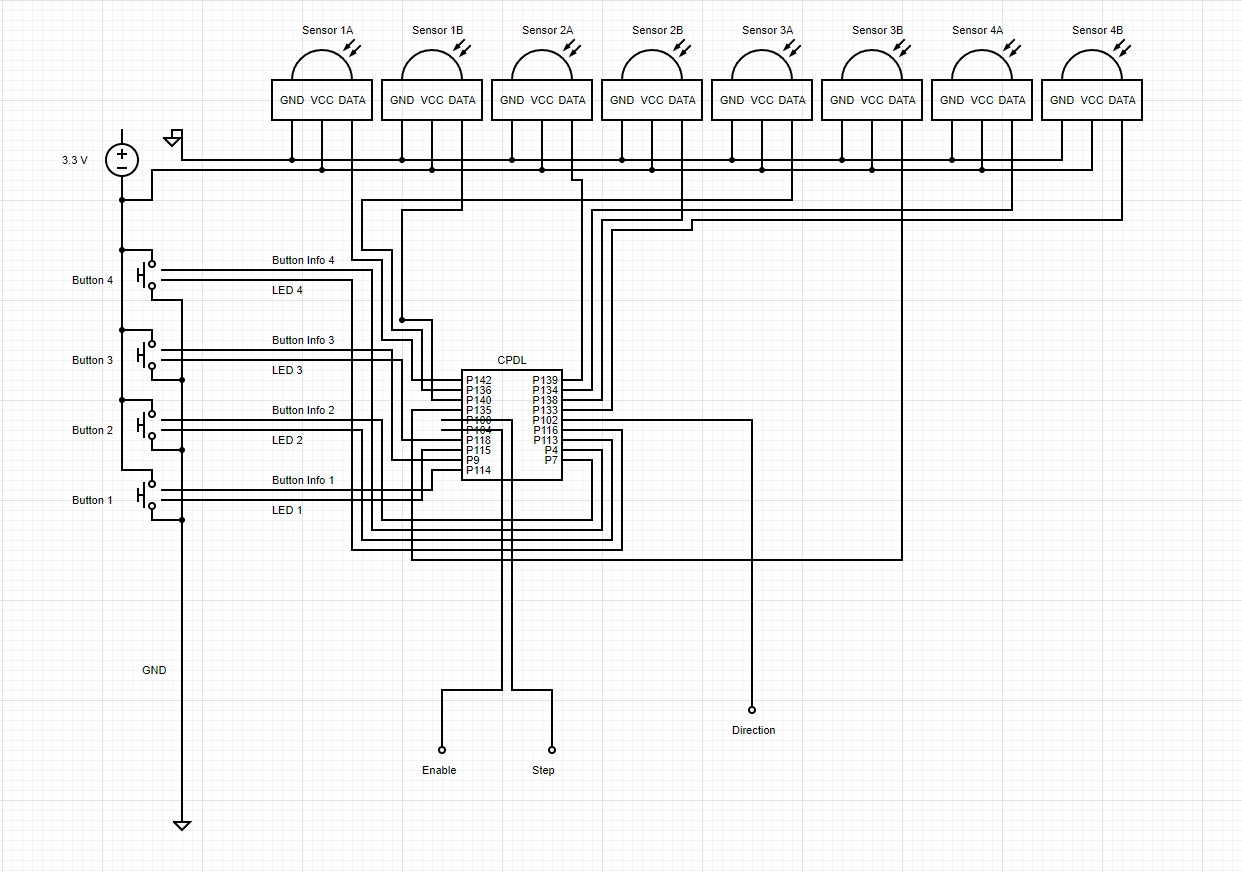 Sensor 1A
Sensor 1B
Sensor 2A
Sensor 2B
Sensor 3A
Sensor 3B
Sensor 4A
Sensor 4B
GND VCC DATA
GND VCC DATA
GND VCC DATA
GND VCC DATA
GND VCC DATA
GND VCC DATA
GND VCC DATA
GND VCC DATA
3.3 V
Button 4
Button Info 4
LED 4
Button 3
Button Info 3
LED 3
Button 2
Button Info 2
LED 2
Button 1
Button Info 1
LED 1
CPDL
P142
P136
P140
P135
P100
P104
P118
P115
P9
P114
P139
P134
P138
P133
P102
P116
P113
P4
P7
GND
Direction
Enable
Step